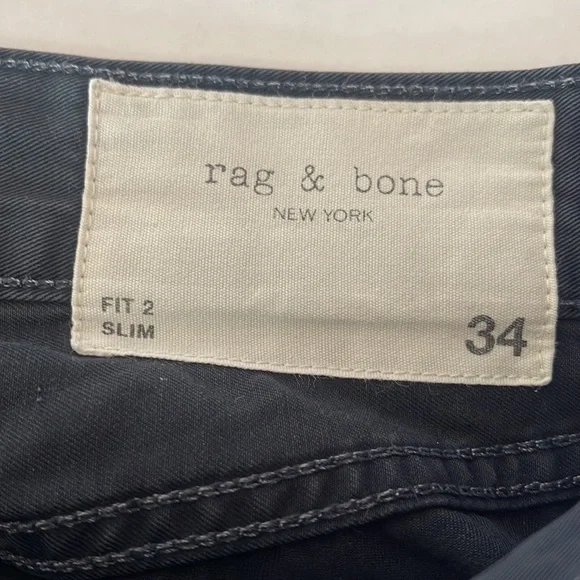 rag & bone
NEW YORK
FIT 2
SLIM
34